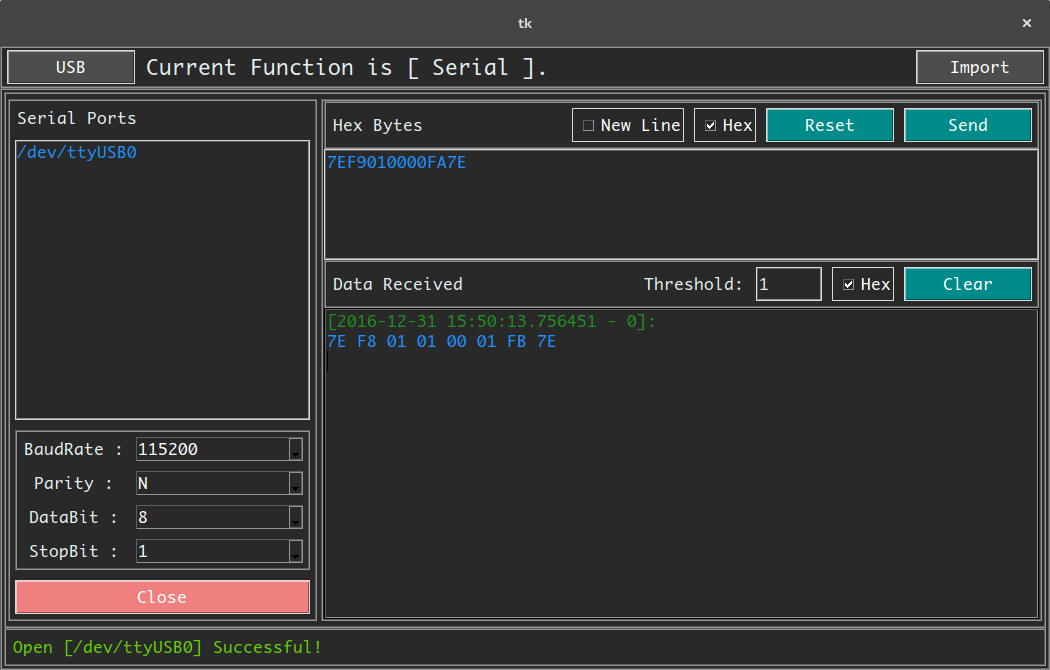 tk ×
USB Current Function is [ Serial ]. Import
Serial Ports
/dev/ttyUSB0
BaudRate : 115200
Parity : N
DataBit : 8
StopBit : 1
Close
Hex Bytes New Line Hex Reset Send
7EF9010000FA7E
Data Received Threshold: 1 Hex Clear
[2016-12-31 15:50:13.756451 - 0]:
7E F8 01 01 00 01 FB 7E
Open [/dev/ttyUSB0] Successful!